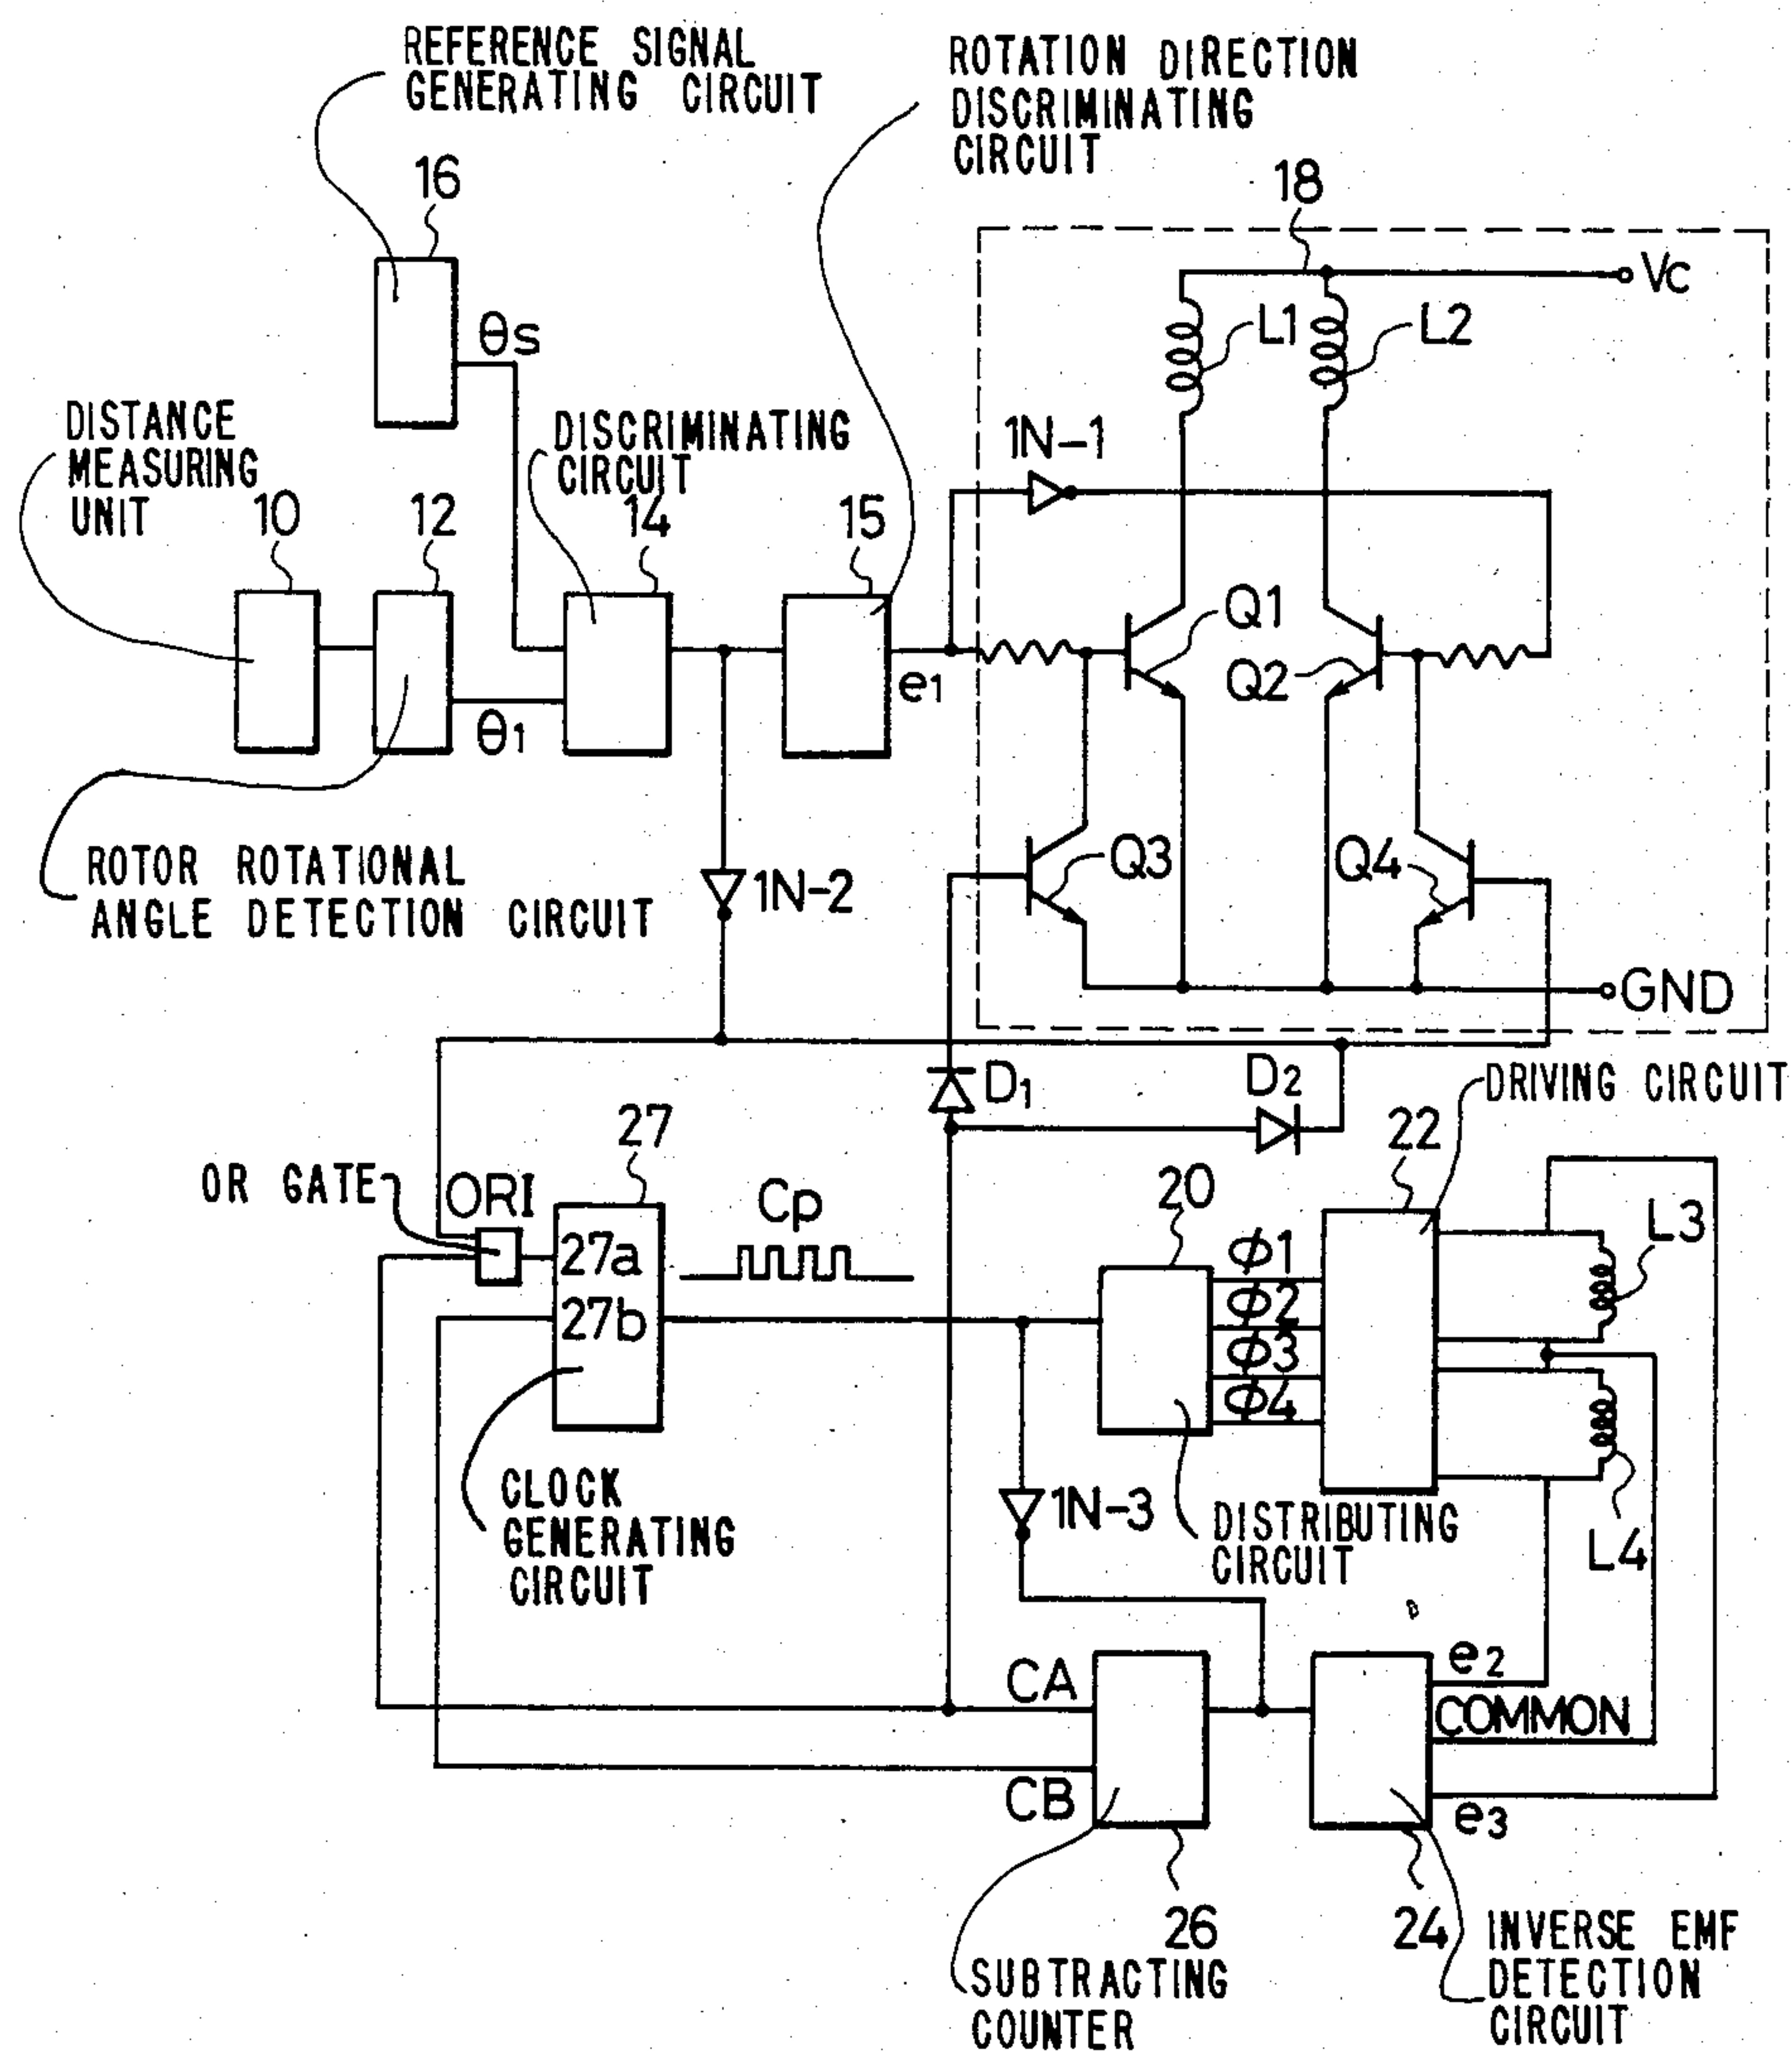 REFERENCE SIGNAL
GENERATING CIRCUIT
ROTATION DIRECTION
DISCRIMINATING
CIRCUIT
16
18
Vc
θs
L1
L2
DISTANCE
MEASURING
UNIT
DISCRIMINATING
CIRCUIT
1N-1
10
12
14
15
Q1
Q2
e1
θ1
Q3
Q4
ROTOR ROTATIONAL
ANGLE DETECTION CIRCUIT
1N-2
GND
D1
D2
DRIVING CIRCUIT
27
22
OR GATE
ORI
Cp
20
L3
27a
ϕ1
ϕ2
27b
ϕ3
ϕ4
CLOCK
GENERATING
CIRCUIT
1N-3
DISTRIBUTING
CIRCUIT
L4
e2
CA
COMMON
CB
e3
26
24
SUBTRACTING
COUNTER
INVERSE EMF
DETECTION
CIRCUIT